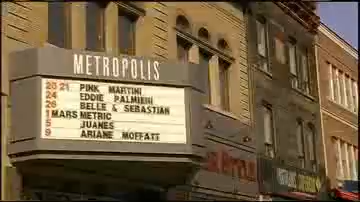 METROPOLIS
20 21 PINK MARTINI
24 EDDIE PALMIERI
26 BELLE & SEBASTIAN
1 MARS METRIC
5 JUANES
9 ARIANE MOFFATT